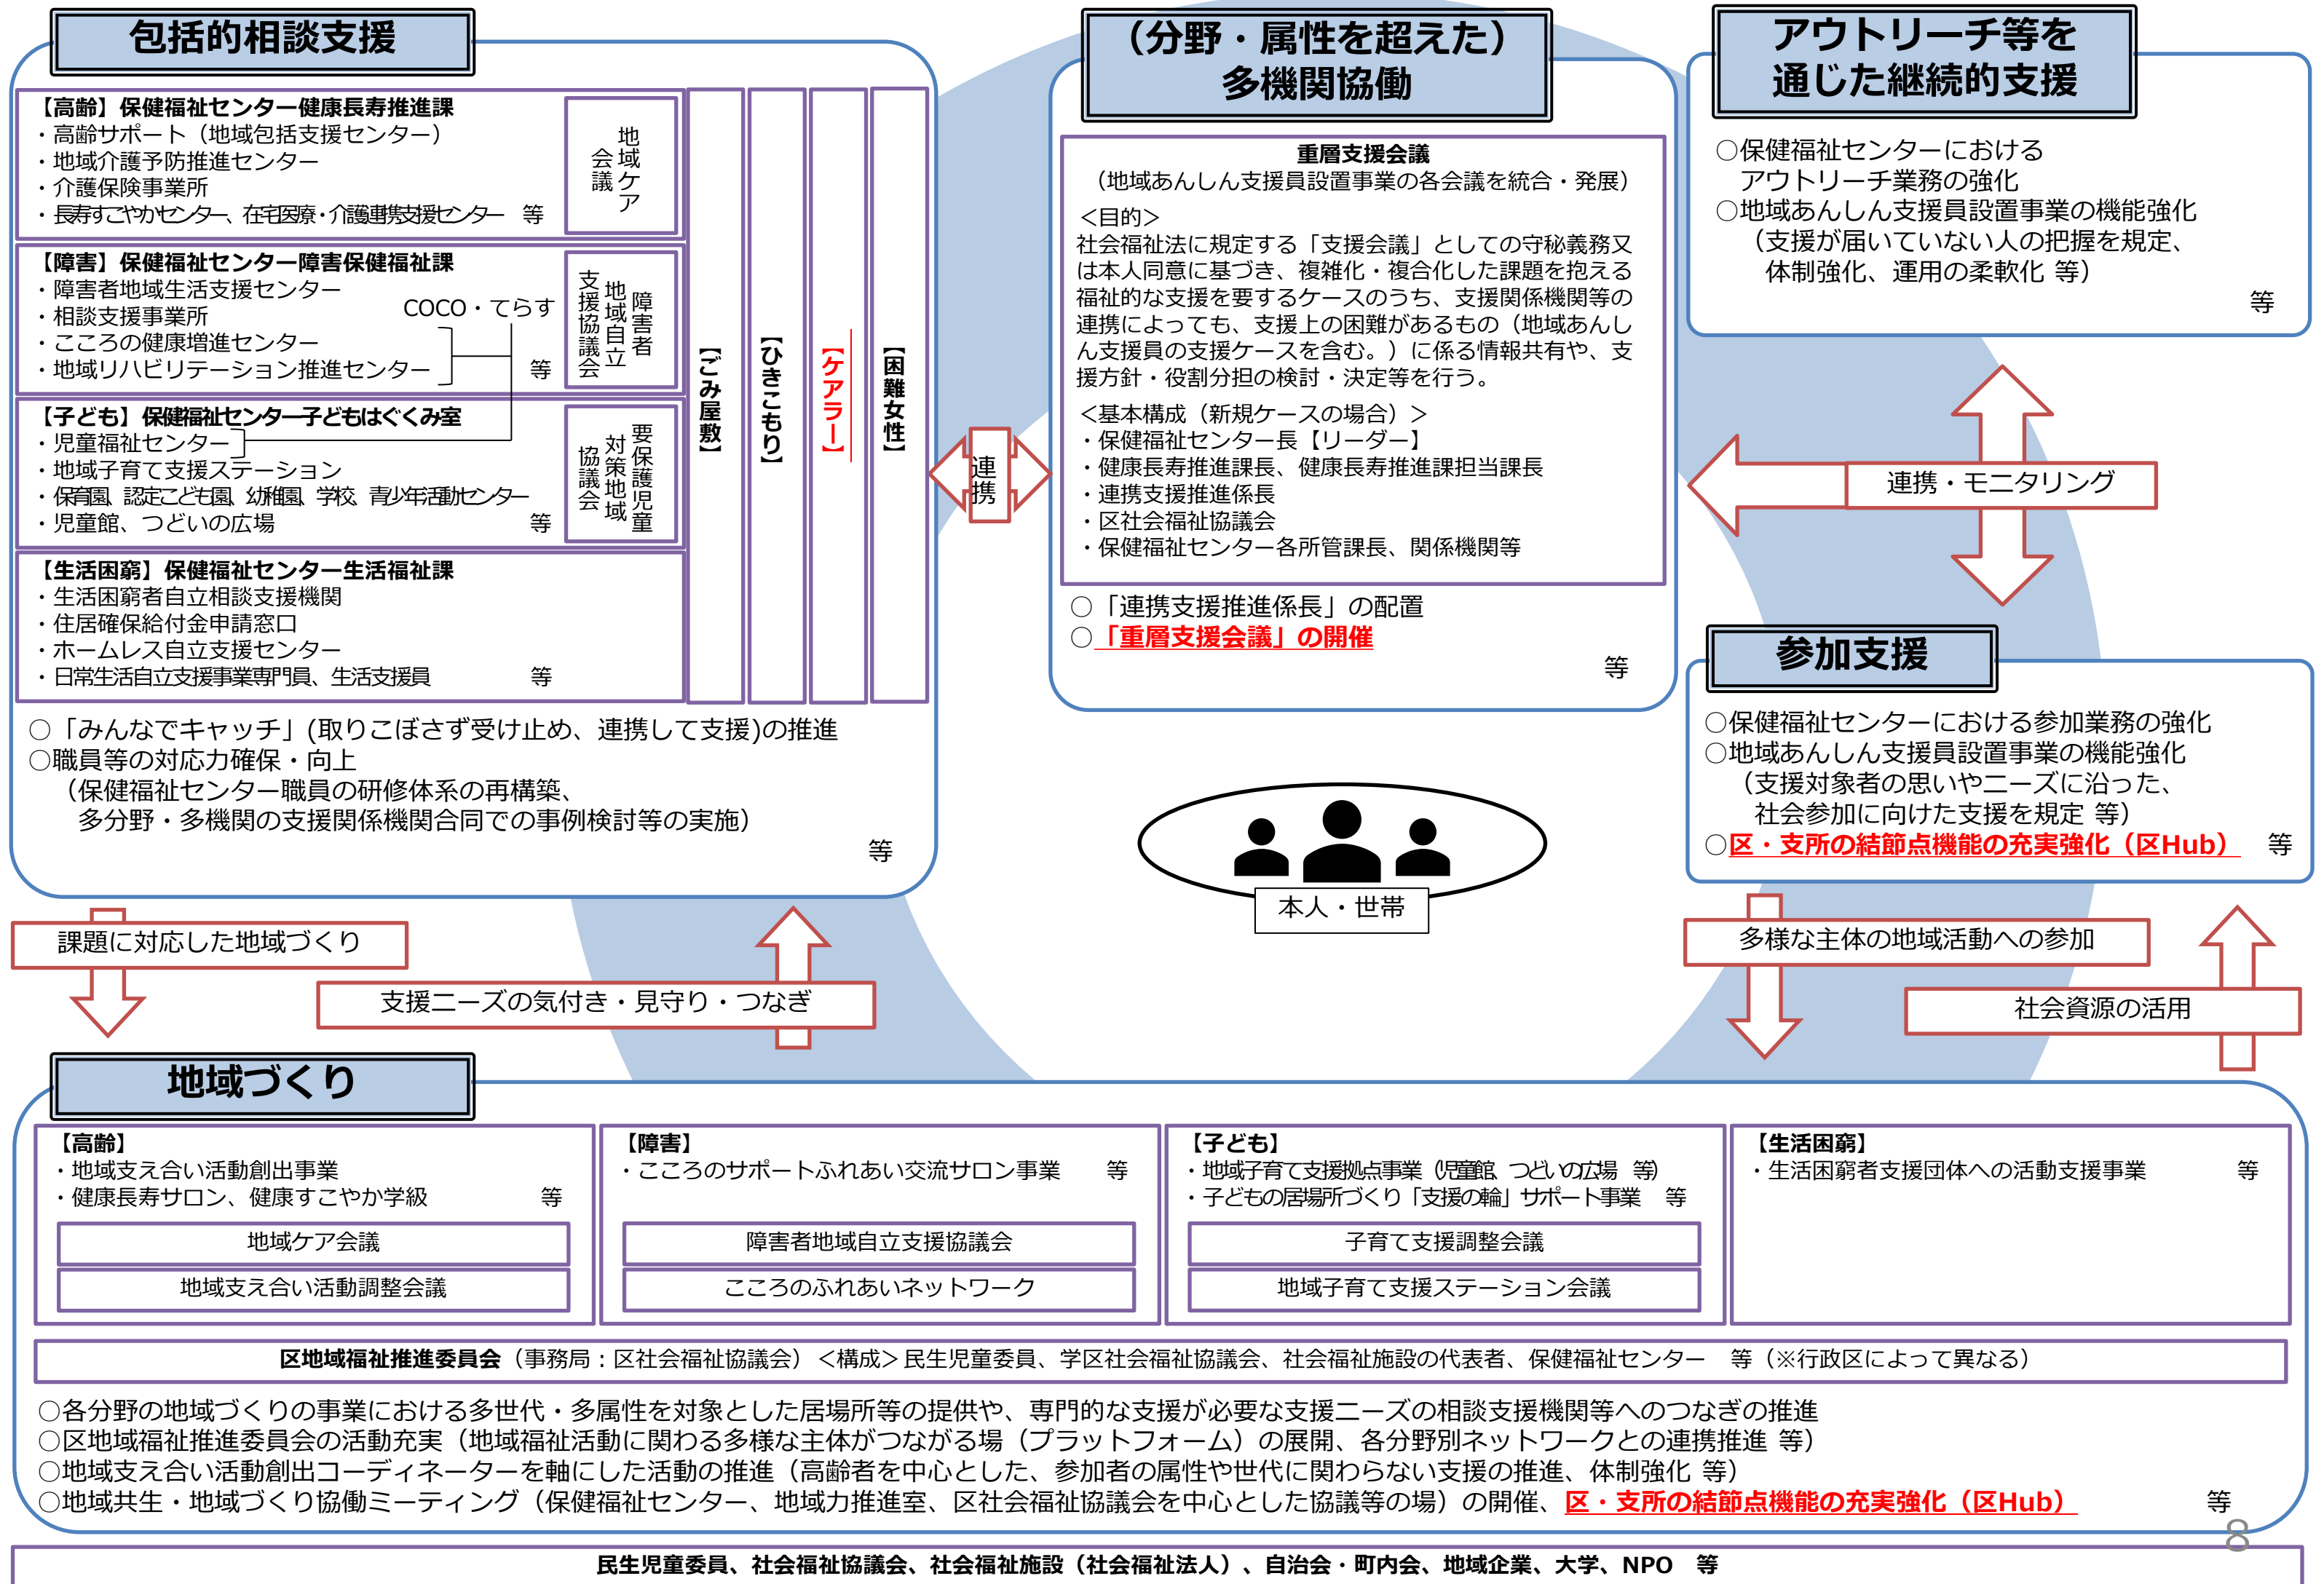 包括的相談支援
【高齢】保健福祉センター健康長寿推進課
・高齢サポート（地域包括支援センター）
・地域介護予防推進センター
・介護保険事業所
・長寿すこやかセンター、在宅医療・介護連携支援センター　等
地域ケア
会議
【障害】保健福祉センター障害保健福祉課
・障害者地域生活支援センター
・相談支援事業所
・こころの健康増進センター
・地域リハビリテーション推進センター　等
COCO・てらす
障害者
地域自立
支援協議会
【子ども】保健福祉センター子どもはぐくみ室
・児童福祉センター
・地域子育て支援ステーション
・保育園、認定こども園、幼稚園、学校、青少年活動センター
・児童館、つどいの広場　等
要保護児童
対策地域
協議会
【生活困窮】保健福祉センター生活福祉課
・生活困窮者自立相談支援機関
・住居確保給付金申請窓口
・ホームレス自立支援センター
・日常生活自立支援事業専門員、生活支援員　等
【ごみ屋敷】
【ひきこもり】
【ケアラー】
【困難女性】
○「みんなでキャッチ」(取りこぼさず受け止め、連携して支援)の推進
○職員等の対応力確保・向上
（保健福祉センター職員の研修体系の再構築、
多分野・多機関の支援関係機関合同での事例検討等の実施）
等
連携
（分野・属性を超えた）
多機関協働
重層支援会議
（地域あんしん支援員設置事業の各会議を統合・発展）
＜目的＞
社会福祉法に規定する「支援会議」としての守秘義務又
は本人同意に基づき、複雑化・複合化した課題を抱える
福祉的な支援を要するケースのうち、支援関係機関等の
連携によっても、支援上の困難があるもの（地域あんし
ん支援員の支援ケースを含む。）に係る情報共有や、支
援方針・役割分担の検討・決定等を行う。
＜基本構成（新規ケースの場合）＞
・保健福祉センター長【リーダー】
・健康長寿推進課長、健康長寿推進課担当課長
・連携支援推進係長
・区社会福祉協議会
・保健福祉センター各所管課長、関係機関等
○「連携支援推進係長」の配置
○「重層支援会議」の開催
等
アウトリーチ等を
通じた継続的支援
○保健福祉センターにおける
アウトリーチ業務の強化
○地域あんしん支援員設置事業の機能強化
（支援が届いていない人の把握を規定、
体制強化、運用の柔軟化 等）
等
連携・モニタリング
参加支援
○保健福祉センターにおける参加業務の強化
○地域あんしん支援員設置事業の機能強化
（支援対象者の思いやニーズに沿った、
社会参加に向けた支援を規定 等）
○区・支所の結節点機能の充実強化（区Hub）　等
本人・世帯
課題に対応した地域づくり
支援ニーズの気付き・見守り・つなぎ
多様な主体の地域活動への参加
社会資源の活用
地域づくり
【高齢】
・地域支え合い活動創出事業
・健康長寿サロン、健康すこやか学級　等
地域ケア会議
地域支え合い活動調整会議
【障害】
・こころのサポートふれあい交流サロン事業　等
障害者地域自立支援協議会
こころのふれあいネットワーク
【子ども】
・地域子育て支援拠点事業（児童館、つどいの広場　等）
・子どもの居場所づくり「支援の輪」サポート事業　等
子育て支援調整会議
地域子育て支援ステーション会議
【生活困窮】
・生活困窮者支援団体への活動支援事業　等
区地域福祉推進委員会（事務局：区社会福祉協議会）＜構成＞民生児童委員、学区社会福祉協議会、社会福祉施設の代表者、保健福祉センター　等（※行政区によって異なる）
○各分野の地域づくりの事業における多世代・多属性を対象とした居場所等の提供や、専門的な支援が必要な支援ニーズの相談支援機関等へのつなぎの推進
○区地域福祉推進委員会の活動充実（地域福祉活動に関わる多様な主体がつながる場（プラットフォーム）の展開、各分野別ネットワークとの連携推進 等）
○地域支え合い活動創出コーディネーターを軸にした活動の推進（高齢者を中心とした、参加者の属性や世代に関わらない支援の推進、体制強化 等）
○地域共生・地域づくり協働ミーティング（保健福祉センター、地域力推進室、区社会福祉協議会を中心とした協議等の場）の開催、区・支所の結節点機能の充実強化（区Hub）　等
8
民生児童委員、社会福祉協議会、社会福祉施設（社会福祉法人）、自治会・町内会、地域企業、大学、NPO　等